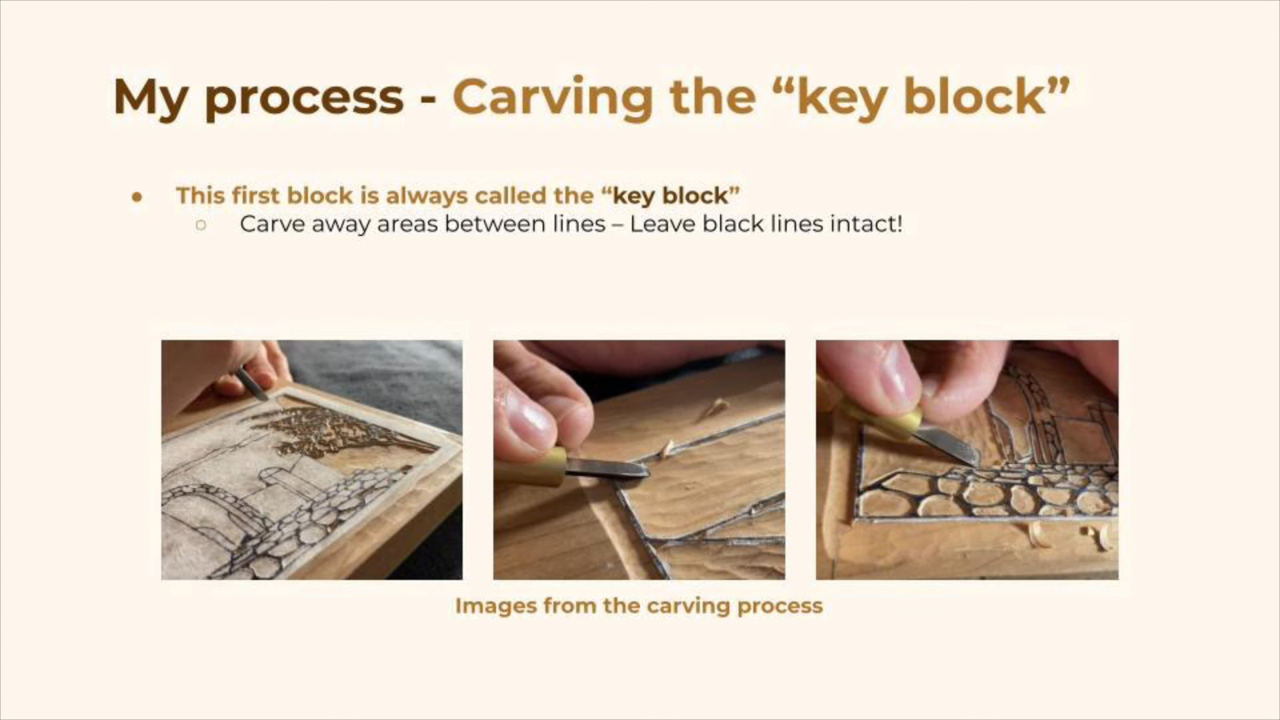 My process - Carving the “key block”
● This first block is always called the “key block”
○ Carve away areas between lines – Leave black lines intact!
Images from the carving process